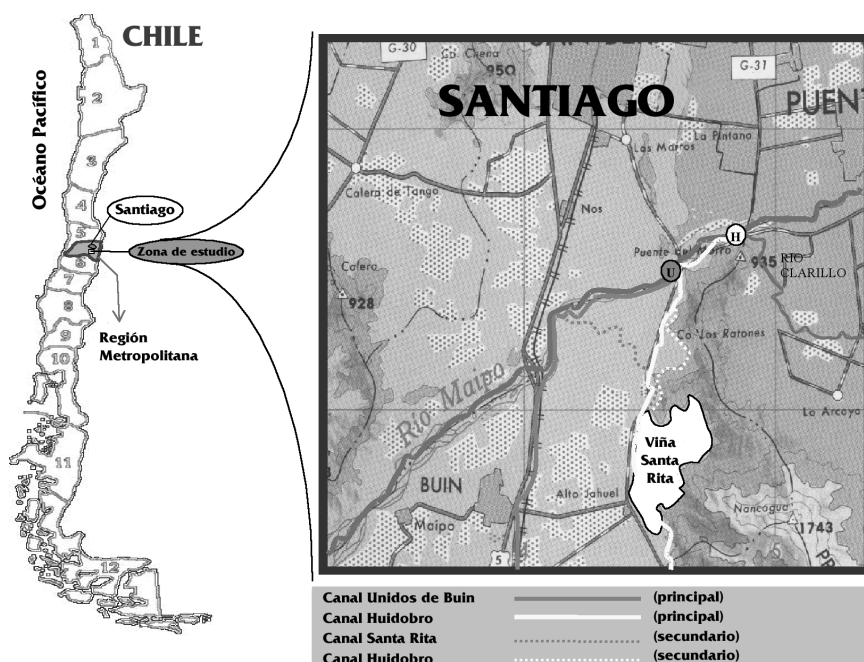 CHILE
Océano Pacífico
1
2
3
4
5
6
7
8
9
10
11
12
Santiago
Zona de estudio
Región
Metropolitana
G-30
G-31
950
SANTIAGO
PUENT
La Pintana
Los Morros
Calera de Tango
Nos
H
Puente del Morro
U
935
RIO
CLARILLO
Calera
928
Co. Los Ratones
Río Maipo
La Arcaya
Viña
Santa
Rita
BUIN
Alto Jahuel
Maipo
Nancagua
1743
5
Canal Unidos de Buin (principal)
Canal Huidobro (principal)
Canal Santa Rita (secundario)
Canal Huidobro (secundario)